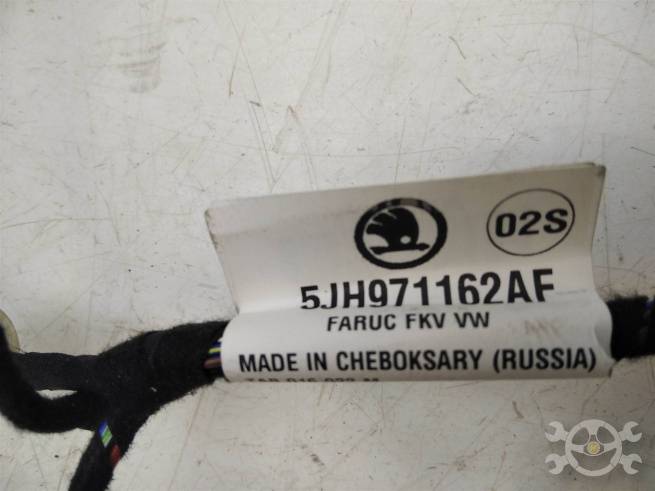 02S
5JH971162AF
FARUC FKV VW
MADE IN CHEBOKSARY (RUSSIA)